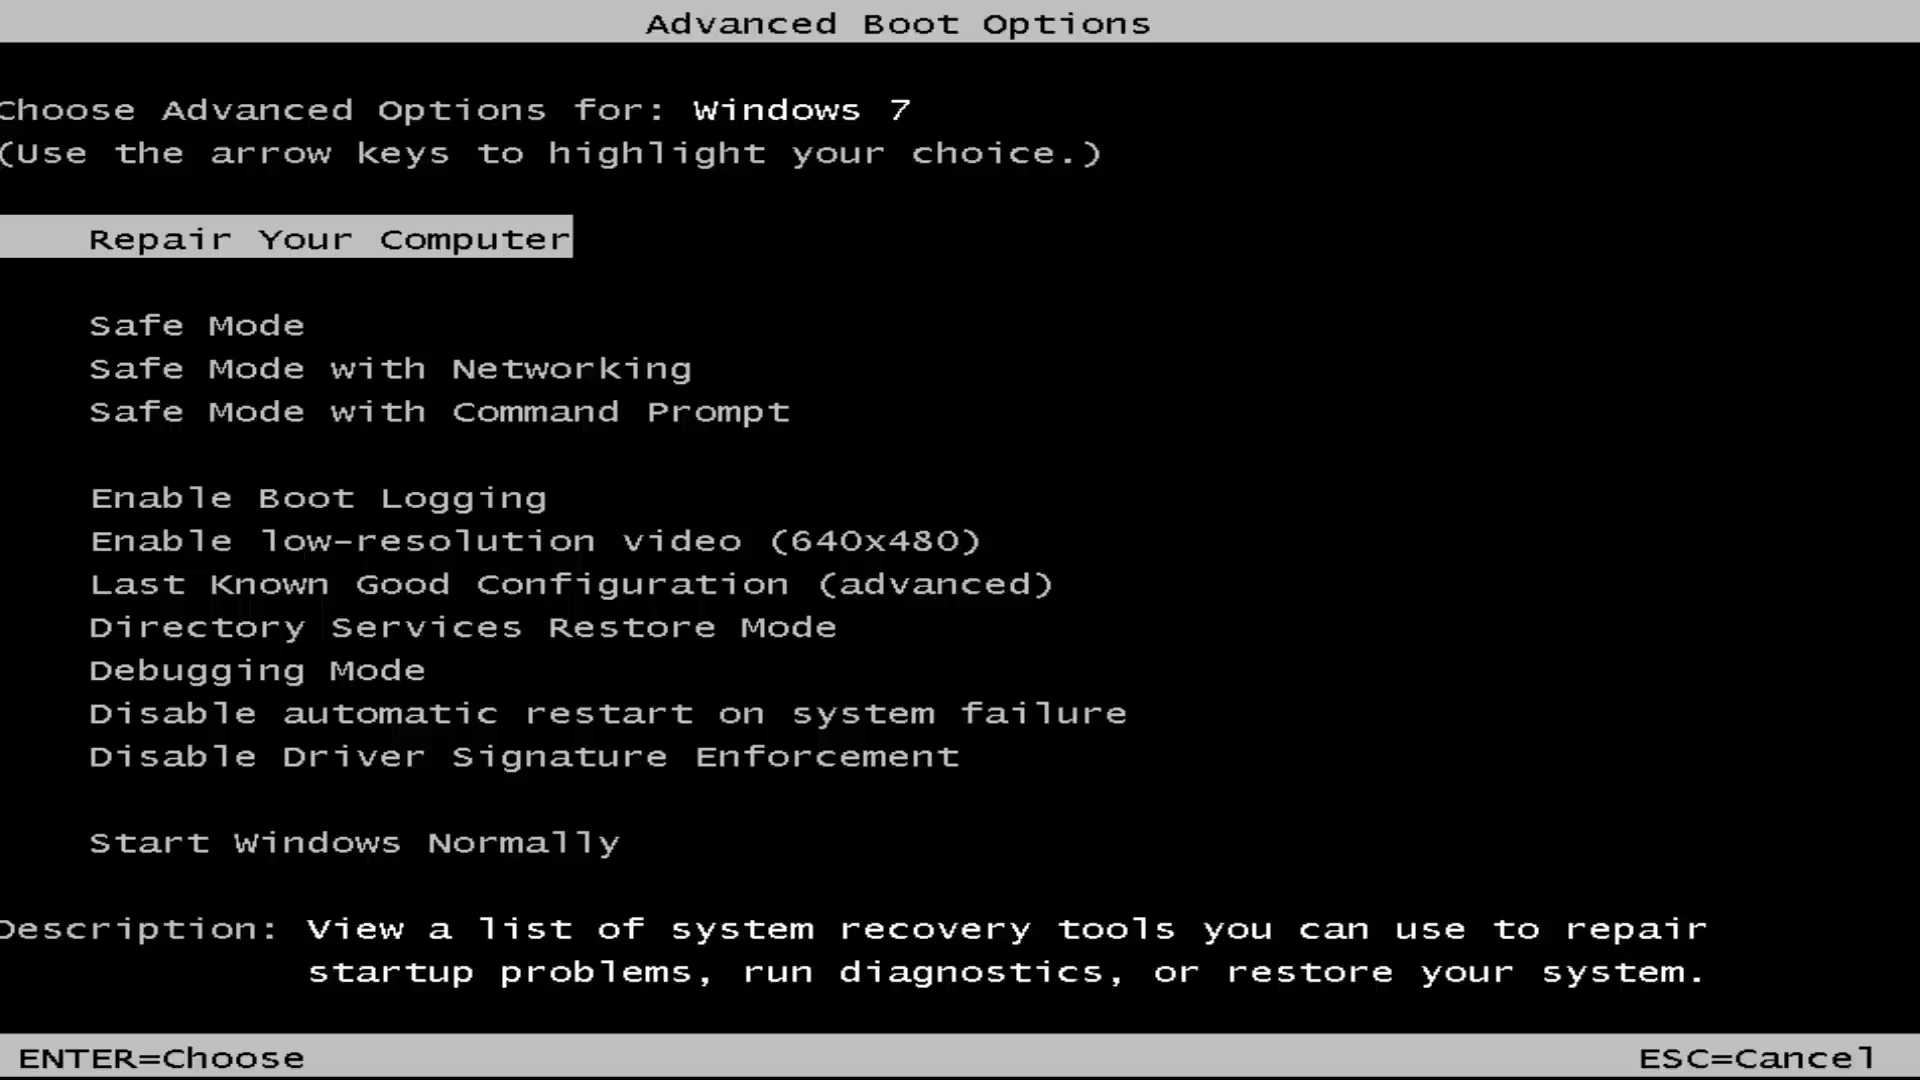 Advanced Boot Options
Choose Advanced Options for: Windows 7
(Use the arrow keys to highlight your choice.)
Repair Your Computer
Safe Mode
Safe Mode with Networking
Safe Mode with Command Prompt
Enable Boot Logging
Enable low-resolution video (640x480)
Last Known Good Configuration (advanced)
Directory Services Restore Mode
Debugging Mode
Disable automatic restart on system failure
Disable Driver Signature Enforcement
Start Windows Normally
Description: View a list of system recovery tools you can use to repair
startup problems, run diagnostics, or restore your system.
ENTER=Choose ESC=Cancel